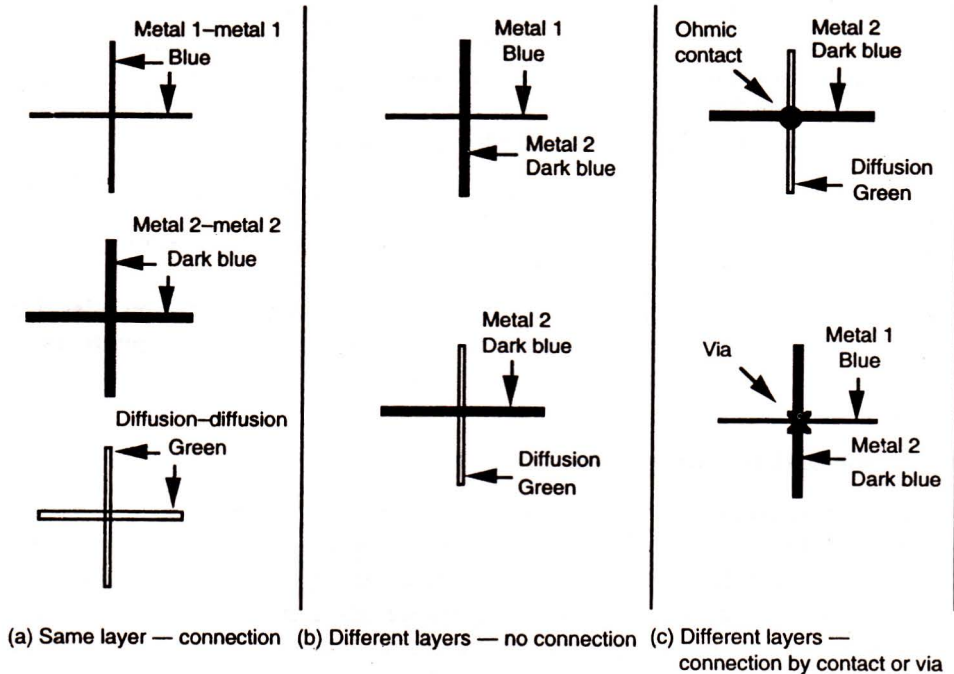 Metal 1–metal 1
Blue
Metal 2–metal 2
Dark blue
Diffusion–diffusion
Green
(a) Same layer — connection
Metal 1
Blue
Metal 2
Dark blue
Metal 2
Dark blue
Diffusion
Green
(b) Different layers — no connection
Ohmic
contact
Metal 2
Dark blue
Diffusion
Green
Via
Metal 1
Blue
Metal 2
Dark blue
(c) Different layers —
connection by contact or via